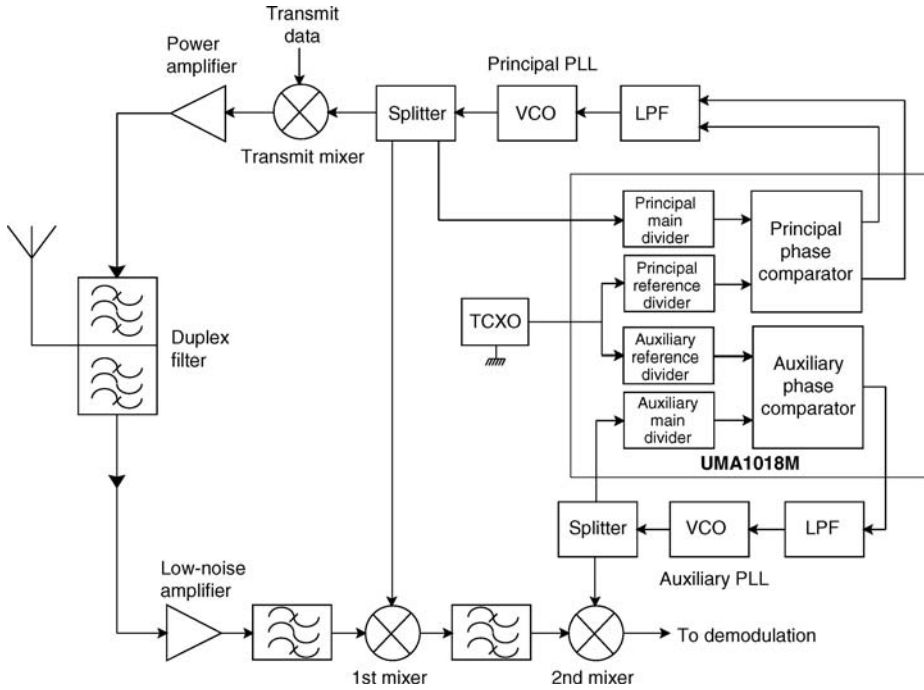 Transmit
data
Power
amplifier
Principal PLL
Splitter
VCO
LPF
Transmit mixer
Principal
main
divider
Principal
phase
comparator
Principal
reference
divider
TCXO
Duplex
filter
Auxiliary
reference
divider
Auxiliary
phase
comparator
Auxiliary
main
divider
UMA1018M
Splitter
VCO
LPF
Auxiliary PLL
Low-noise
amplifier
To demodulation
1st mixer
2nd mixer